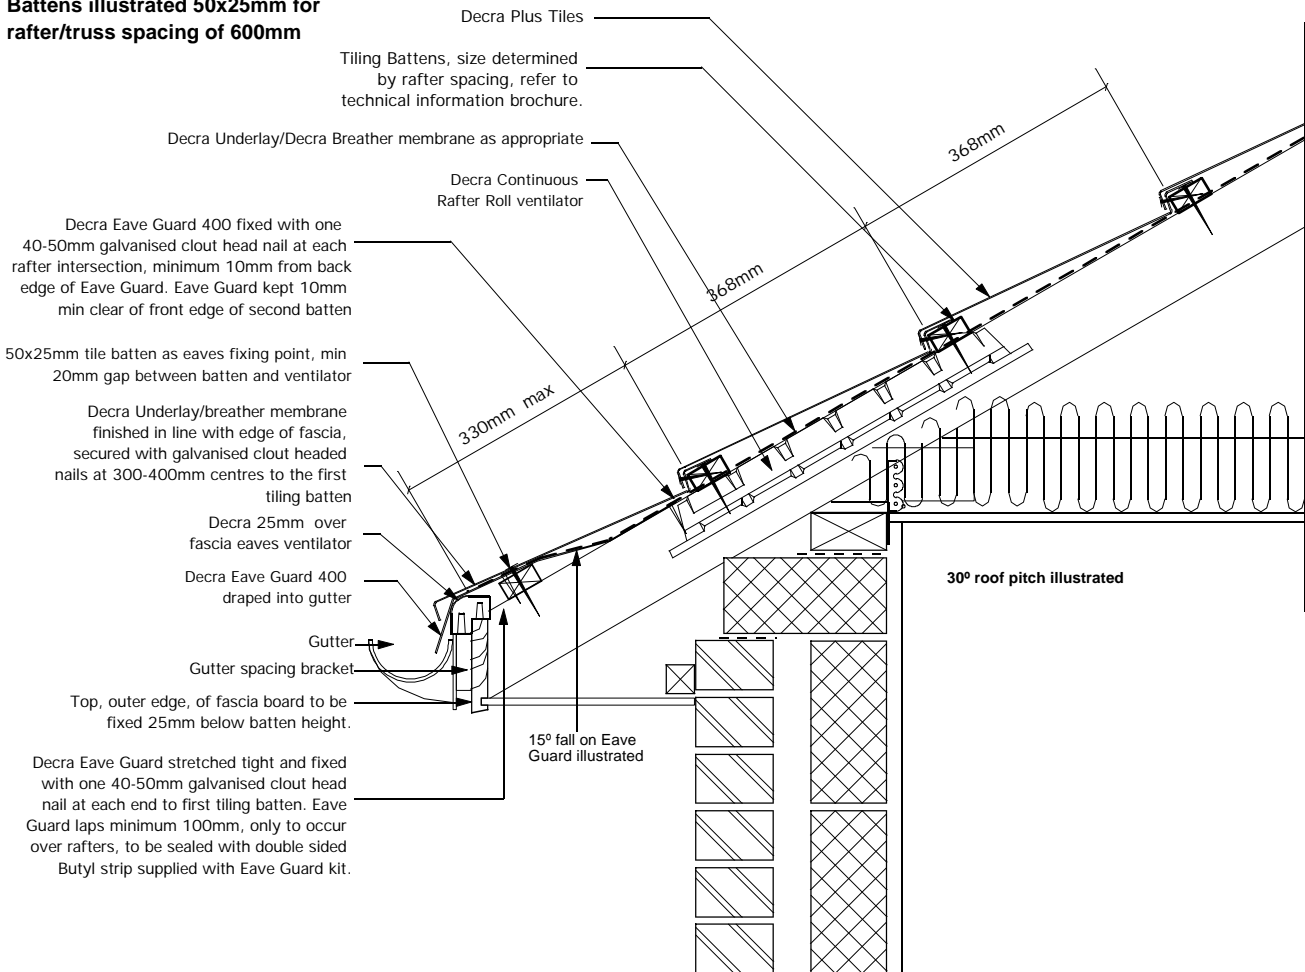 Battens illustrated 50x25mm for
rafter/truss spacing of 600mm
Decra Plus Tiles
Tiling Battens, size determined
by rafter spacing, refer to
technical information brochure.
Decra Underlay/Decra Breather membrane as appropriate
Decra Continuous
Rafter Roll ventilator
Decra Eave Guard 400 fixed with one
40-50mm galvanised clout head nail at each
rafter intersection, minimum 10mm from back
edge of Eave Guard. Eave Guard kept 10mm
min clear of front edge of second batten
50x25mm tile batten as eaves fixing point, min
20mm gap between batten and ventilator
Decra Underlay/breather membrane
finished in line with edge of fascia,
secured with galvanised clout headed
nails at 300-400mm centres to the first
tiling batten
Decra 25mm over
fascia eaves ventilator
Decra Eave Guard 400
draped into gutter
Gutter
Gutter spacing bracket
Top, outer edge, of fascia board to be
fixed 25mm below batten height.
Decra Eave Guard stretched tight and fixed
with one 40-50mm galvanised clout head
nail at each end to first tiling batten. Eave
Guard laps minimum 100mm, only to occur
over rafters, to be sealed with double sided
Butyl strip supplied with Eave Guard kit.
330mm max
368mm
368mm
15º fall on Eave
Guard illustrated
30º roof pitch illustrated